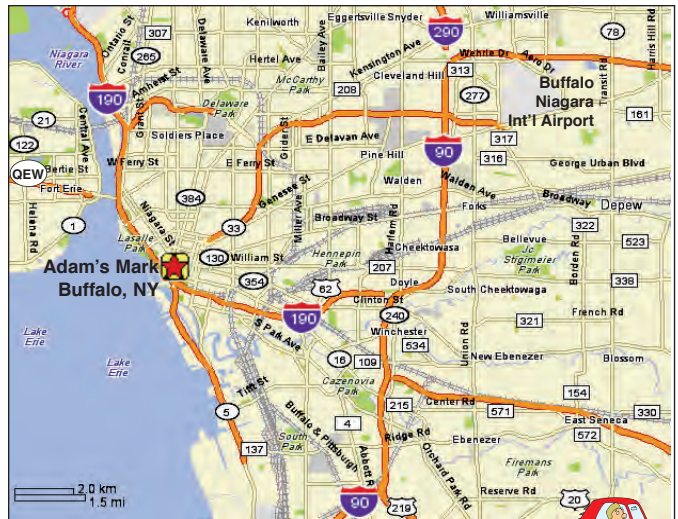 Eggertsville Snyder
Williamsville
Kenilworth
307
Ontario St
Conrail
265
Delaware Ave
Bailey Ave
290
78
Harris Hill Rd
Niagara
River
Hertel Ave
Kensington Ave
Wehrle Dr
Aero Dr
Amherst St
McCarthy
Park
Cleveland Hill
313
Transit Rd
190
208
277
Buffalo
Niagara
Int'l Airport
Grant St
Delaware
Park
161
21
Central Ave
Soldiers Place
Grider St
E Delavan Ave
317
122
Bertie St
W Ferry St
E Ferry St
Pine Hill
90
316
George Urban Blvd
QEW
Fort Erie
Walden
Walden Ave
Broadway
384
Genesee St
Helena Rd
1
Niagara St
33
Miller Ave
Broadway St
Harlem Rd
Forks
Depew
322
Lasalle
Park
130
William St
Hennepin
Park
Cheektowasa
Bellevue
Jc
Stigimeier
Park
Borden Rd
523
Adam's Mark
Buffalo, NY
354
207
62
Doyle
South Cheektowaga
338
Clinton St
190
240
Lake
Erie
S Park Ave
Winchester
321
French Rd
534
Union Rd
16
109
New Ebenezer
Blossom
Lake
Erie
Tifft St
Cazenovia
Park
154
5
215
Center Rd
571
330
East Seneca
Buffalo & Pittsburgh
4
137
South
Park
Ridge Rd
Ebenezer
572
Abbott R
Orchard Park Rd
Firemans
Park
2.0 km
1.5 mi
90
219
Reserve Rd
20